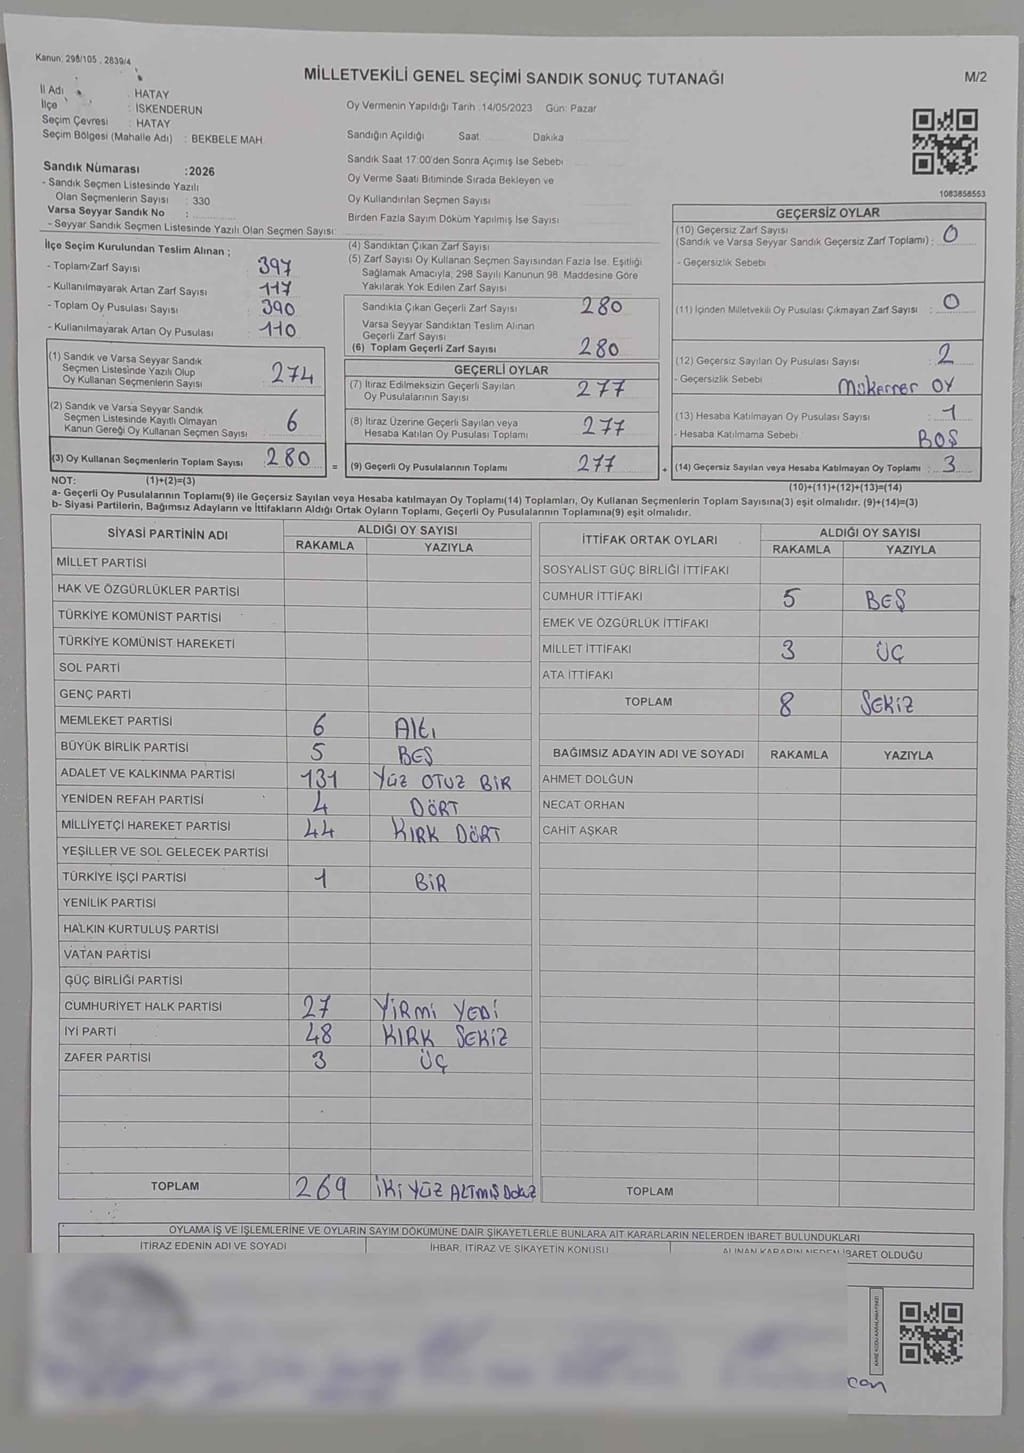 Kanun: 298/105 , 2839/4
MİLLETVEKİLİ GENEL SEÇİMİ SANDIK SONUÇ TUTANAĞI
M/2
İl Adı : HATAY
İlçe : İSKENDERUN
Seçim Çevresi : HATAY
Seçim Bölgesi (Mahalle Adı) : BEKBELE MAH
Oy Vermenin Yapıldığı Tarih :14/05/2023 Gün: Pazar
Sandığın Açıldığı Saat Dakika
Sandık Saat 17:00'den Sonra Açılmış İse Sebebi
Oy Verme Saati Bitiminde Sırada Bekleyen ve
Oy Kullandırılan Seçmen Sayısı
Birden Fazla Sayım Döküm Yapılmış İse Sayısı
1083858553
Sandık Numarası :2026
- Sandık Seçmen Listesinde Yazılı
Olan Seçmenlerin Sayısı : 330
Varsa Seyyar Sandık No :
- Seyyar Sandık Seçmen Listesinde Yazılı Olan Seçmen Sayısı:
İlçe Seçim Kurulundan Teslim Alınan ;
- Toplam Zarf Sayısı 397
- Kullanılmayarak Artan Zarf Sayısı 117
- Toplam Oy Pusulası Sayısı 390
- Kullanılmayarak Artan Oy Pusulası 110
(1) Sandık ve Varsa Seyyar Sandık
Seçmen Listesinde Yazılı Olup
Oy Kullanan Seçmenlerin Sayısı 274
(2) Sandık ve Varsa Seyyar Sandık
Seçmen Listesinde Kayıtlı Olmayan
Kanun Gereği Oy Kullanan Seçmen Sayısı 6
(3) Oy Kullanan Seçmenlerin Toplam Sayısı 280
(4) Sandıktan Çıkan Zarf Sayısı
(5) Zarf Sayısı Oy Kullanan Seçmen Sayısından Fazla İse, Eşitliği
Sağlamak Amacıyla, 298 Sayılı Kanunun 98. Maddesine Göre
Yakılarak Yok Edilen Zarf Sayısı
Sandıkta Çıkan Geçerli Zarf Sayısı 280
Varsa Seyyar Sandıktan Teslim Alınan
Geçerli Zarf Sayısı
(6) Toplam Geçerli Zarf Sayısı 280
GEÇERLİ OYLAR
(7) İtiraz Edilmeksizin Geçerli Sayılan
Oy Pusulalarının Sayısı 277
(8) İtiraz Üzerine Geçerli Sayılan veya
Hesaba Katılan Oy Pusulası Toplamı 277
= (9) Geçerli Oy Pusulalarının Toplamı 277 +
GEÇERSİZ OYLAR
(10) Geçersiz Zarf Sayısı
(Sandık ve Varsa Seyyar Sandık Geçersiz Zarf Toplamı) : 0
- Geçersizlik Sebebi
(11) İçinden Milletvekili Oy Pusulası Çıkmayan Zarf Sayısı : 0
(12) Geçersiz Sayılan Oy Pusulası Sayısı 2
- Geçersizlik Sebebi Mükerrer OY
(13) Hesaba Katılmayan Oy Pusulası Sayısı 1
- Hesaba Katılmama Sebebi BOŞ
(14) Geçersiz Sayılan veya Hesaba Katılmayan Oy Toplamı : 3
NOT: (1)+(2)=(3)
(10)+(11)+(12)+(13)=(14)
a- Geçerli Oy Pusulalarının Toplamı(9) ile Geçersiz Sayılan veya Hesaba katılmayan Oy Toplamı(14) Toplamları, Oy Kullanan Seçmenlerin Toplam Sayısına(3) eşit olmalıdır. (9)+(14)=(3)
b- Siyasi Partilerin, Bağımsız Adayların ve İttifakların Aldığı Ortak Oyların Toplamı, Geçerli Oy Pusulalarının Toplamına(9) eşit olmalıdır.
SİYASİ PARTİNİN ADI ALDIĞI OY SAYISI
RAKAMLA YAZIYLA
MİLLET PARTİSİ
HAK VE ÖZGÜRLÜKLER PARTİSİ
TÜRKİYE KOMÜNİST PARTİSİ
TÜRKİYE KOMÜNİST HAREKETİ
SOL PARTİ
GENÇ PARTİ
MEMLEKET PARTİSİ 6 Altı
BÜYÜK BİRLİK PARTİSİ 5 BEŞ
ADALET VE KALKINMA PARTİSİ 131 YÜZ OTUZ BİR
YENİDEN REFAH PARTİSİ 4 DÖRT
MİLLİYETÇİ HAREKET PARTİSİ 44 KIRK DÖRT
YEŞİLLER VE SOL GELECEK PARTİSİ
TÜRKİYE İŞÇİ PARTİSİ 1 BİR
YENİLİK PARTİSİ
HALKIN KURTULUŞ PARTİSİ
VATAN PARTİSİ
GÜÇ BİRLİĞİ PARTİSİ
CUMHURİYET HALK PARTİSİ 27 YİRMİ YEDİ
İYİ PARTİ 48 KIRK SEKİZ
ZAFER PARTİSİ 3 ÜÇ
TOPLAM 269 İKİ YÜZ ALTMIŞ DOKUZ
İTTİFAK ORTAK OYLARI ALDIĞI OY SAYISI
RAKAMLA YAZIYLA
SOSYALİST GÜÇ BİRLİĞİ İTTİFAKI
CUMHUR İTTİFAKI 5 BEŞ
EMEK VE ÖZGÜRLÜK İTTİFAKI
MİLLET İTTİFAKI 3 ÜÇ
ATA İTTİFAKI
TOPLAM 8 SEKİZ
BAĞIMSIZ ADAYIN ADI VE SOYADI RAKAMLA YAZIYLA
AHMET DOLĞUN
NECAT ORHAN
CAHİT AŞKAR
TOPLAM
OYLAMA İŞ VE İŞLEMLERİNE VE OYLARIN SAYIM DÖKÜMÜNE DAİR ŞİKAYETLERLE BUNLARA AİT KARARLARIN NELERDEN İBARET BULUNDUKLARI
İTİRAZ EDENİN ADI VE SOYADI İHBAR, İTİRAZ VE ŞİKAYETİN KONUSU ALINAN KARARIN NEDEN İBARET OLDUĞU